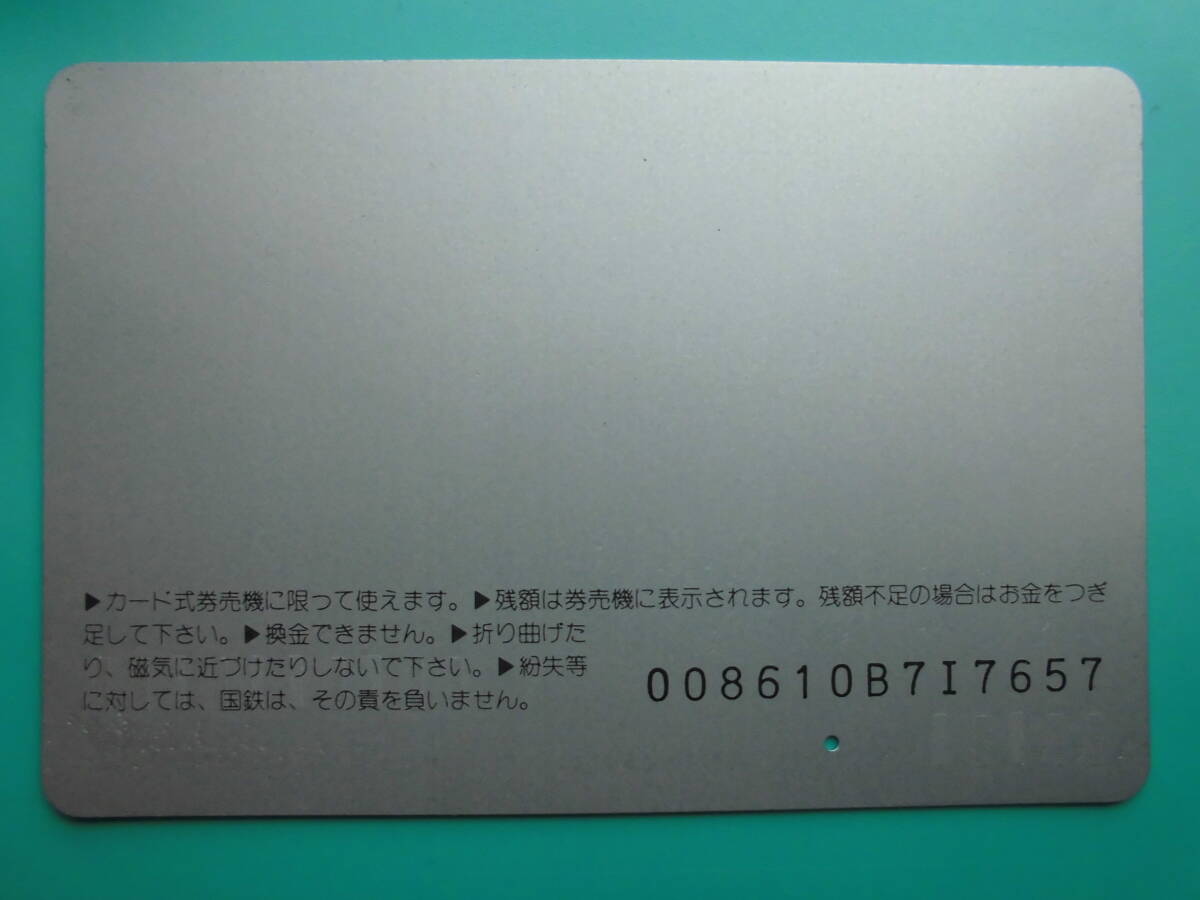 ▶カード式券売機に限って使えます。▶残額は券売機に表示されます。残額不足の場合はお金をつぎ
足して下さい。▶換金できません。▶折り曲げた
り、磁気に近づけたりしないで下さい。▶紛失等
に対しては、国鉄は、その責を負いません。
008610B7I7657